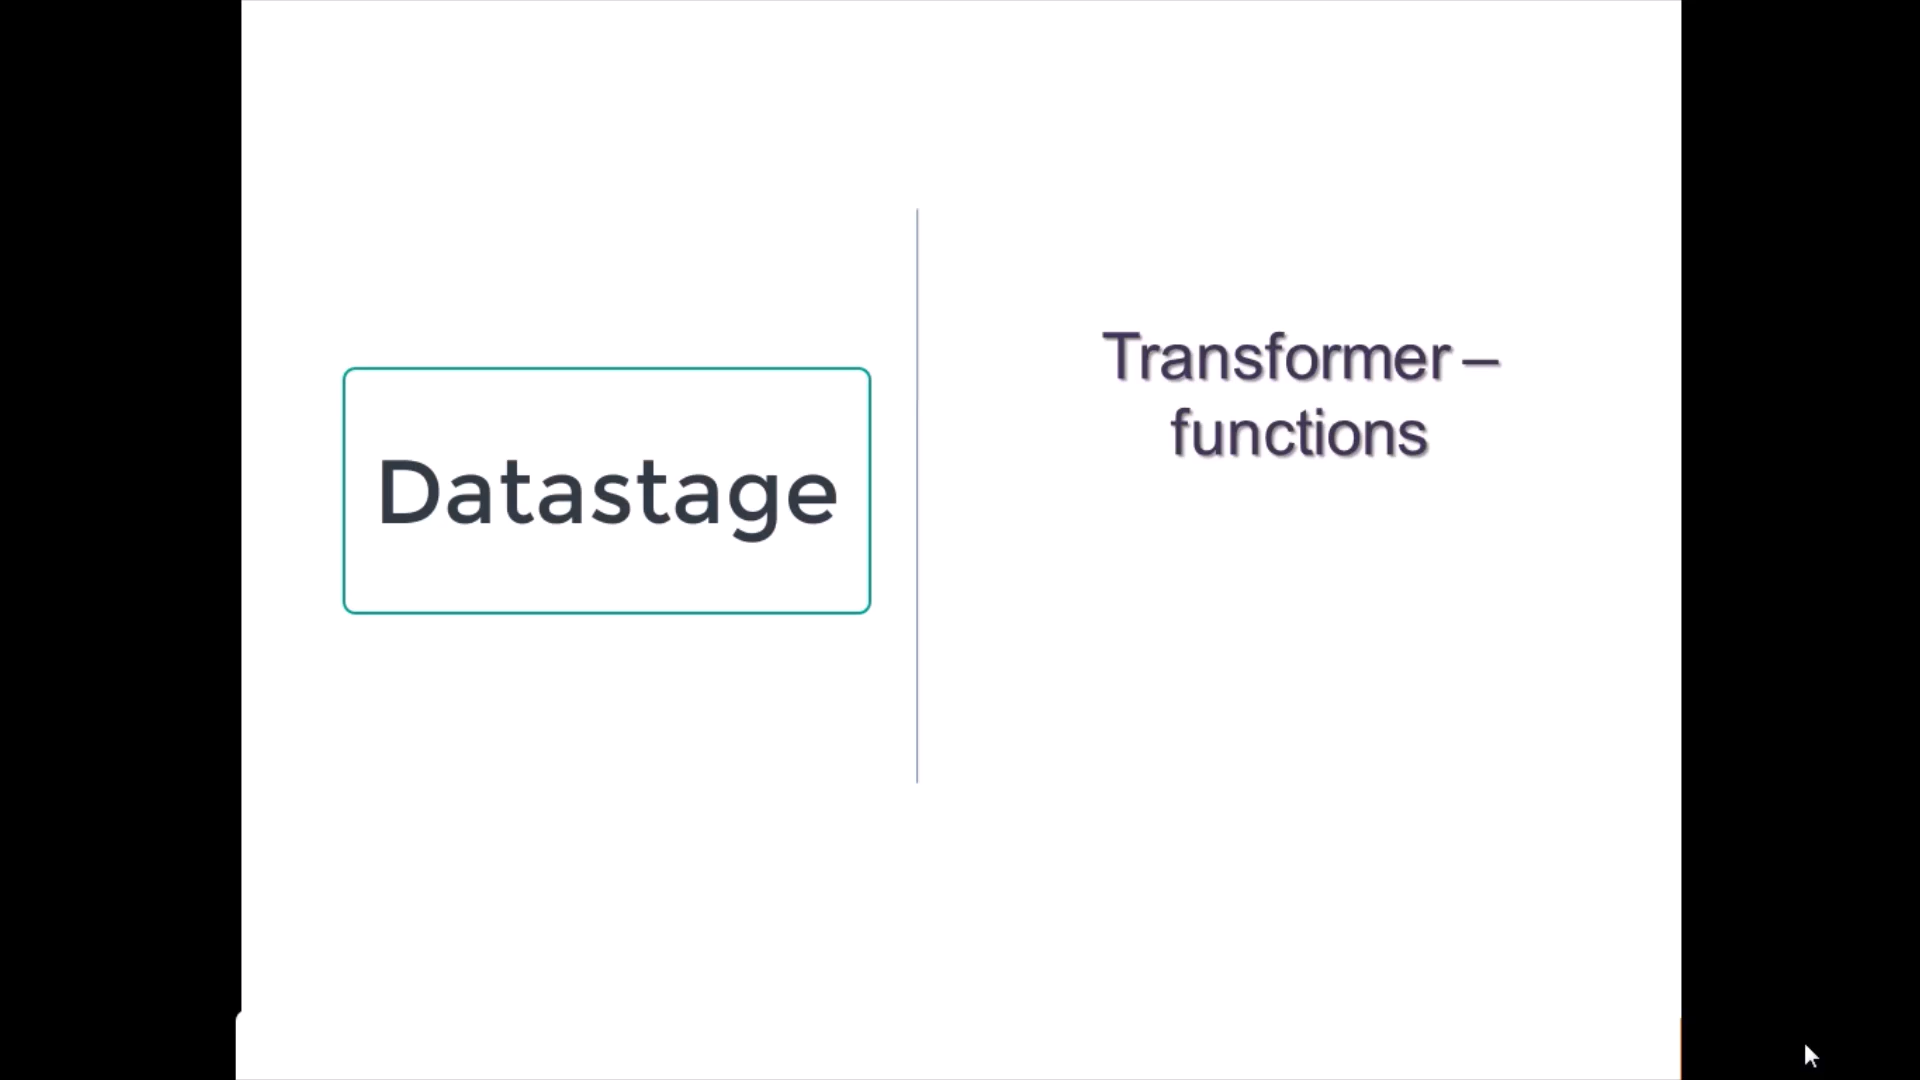 Datastage
Transformer –
functions